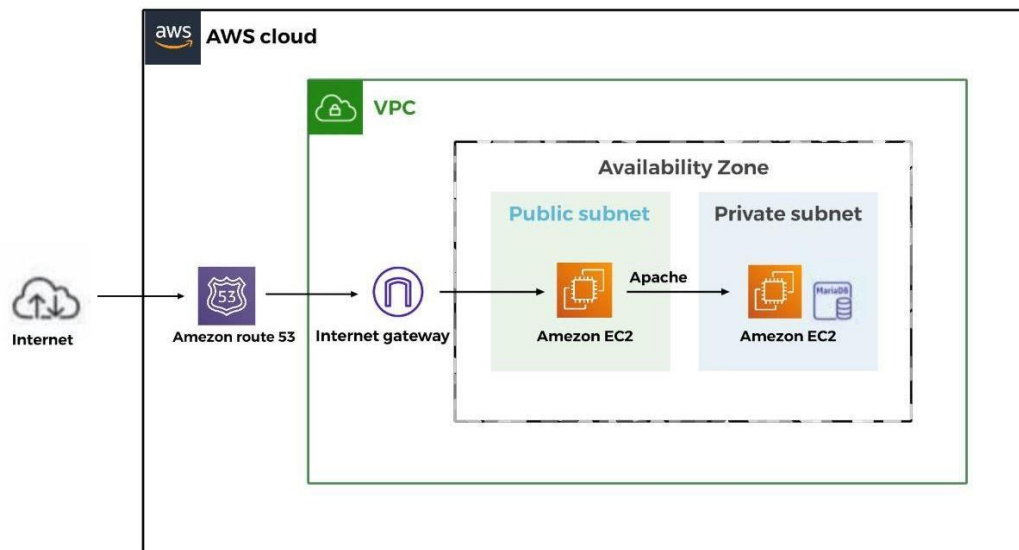 aws
AWS cloud
VPC
Availability Zone
Public subnet
Private subnet
53
Apache
MariaDB
Internet
Amezon route 53
Internet gateway
Amezon EC2
Amezon EC2